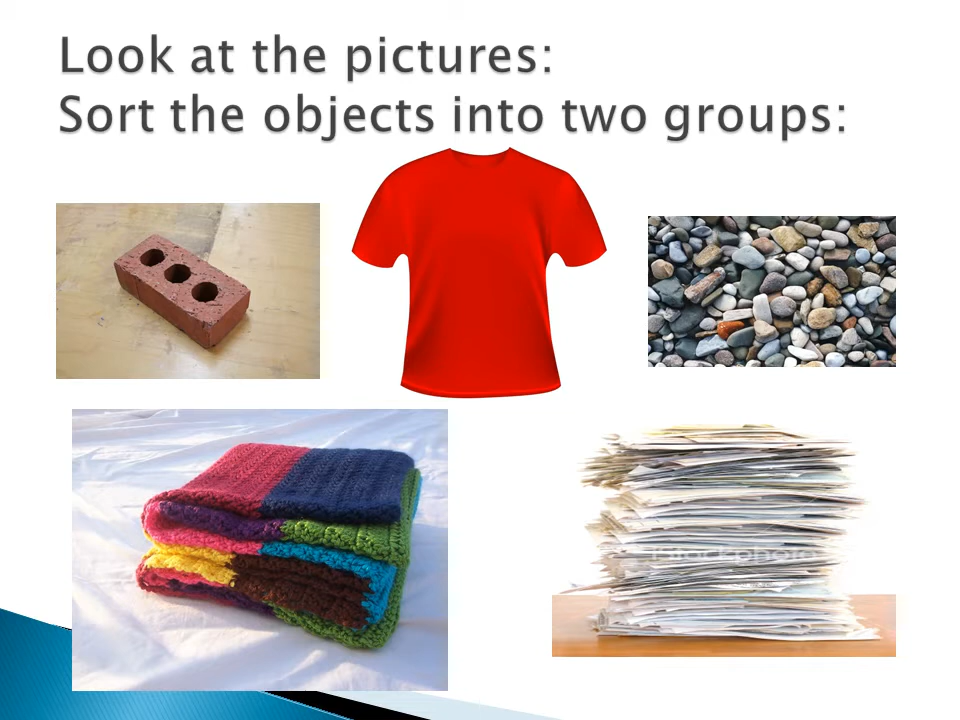 Look at the pictures:
Sort the objects into two groups: